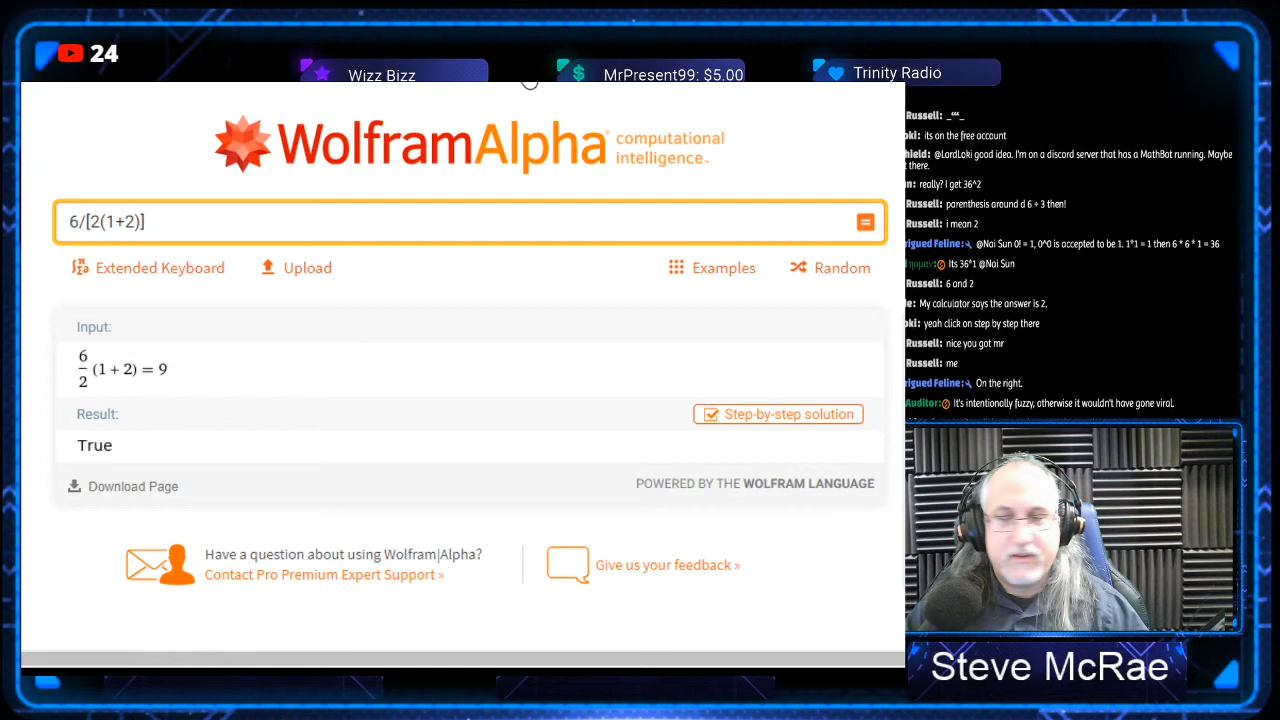 24
Wizz Bizz
MrPresent99: $5.00
Trinity Radio
WolframAlpha computational intelligence™
6/[2(1+2)]
=
Extended Keyboard
Upload
Examples
Random
Input:
6/2 (1 + 2) = 9
Result:
Step-by-step solution
True
Download Page
POWERED BY THE WOLFRAM LANGUAGE
Have a question about using Wolfram|Alpha?
Contact Pro Premium Expert Support »
Give us your feedback »
Russell:
oki: its on the free account
hield: @LordLoki good idea. I'm on a discord server that has a MathBot running. Maybe
t there.
n: really? I get 36^2
Russell: parenthesis around d 6 ÷ 3 then!
Russell: i mean 2
rigued Feline: @Nai Sun 0! = 1, 0^0 is accepted to be 1. 1*1 = 1 then 6 * 6 * 1 = 36
Its 36*1 @Nai Sun
Russell: 6 and 2
e: My calculator says the answer is 2.
oki: yeah click on step by step there
Russell: nice you got mr
Russell: me
rigued Feline: On the right.
Auditor: It's intentionally fuzzy, otherwise it wouldn't have gone viral.
Steve McRae